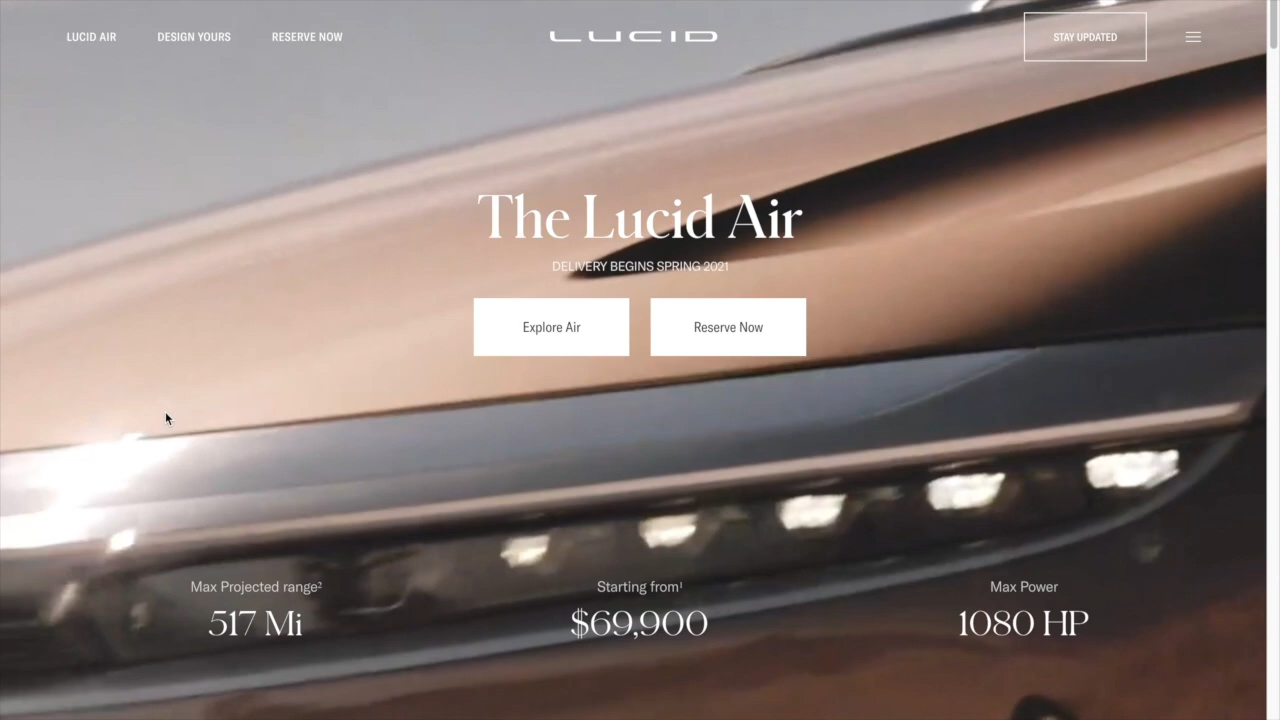 LUCID AIR
DESIGN YOURS
RESERVE NOW
LUCID
STAY UPDATED
The Lucid Air
DELIVERY BEGINS SPRING 2021
Explore Air
Reserve Now
Max Projected range²
517 Mi
Starting from¹
$69,900
Max Power
1080 HP